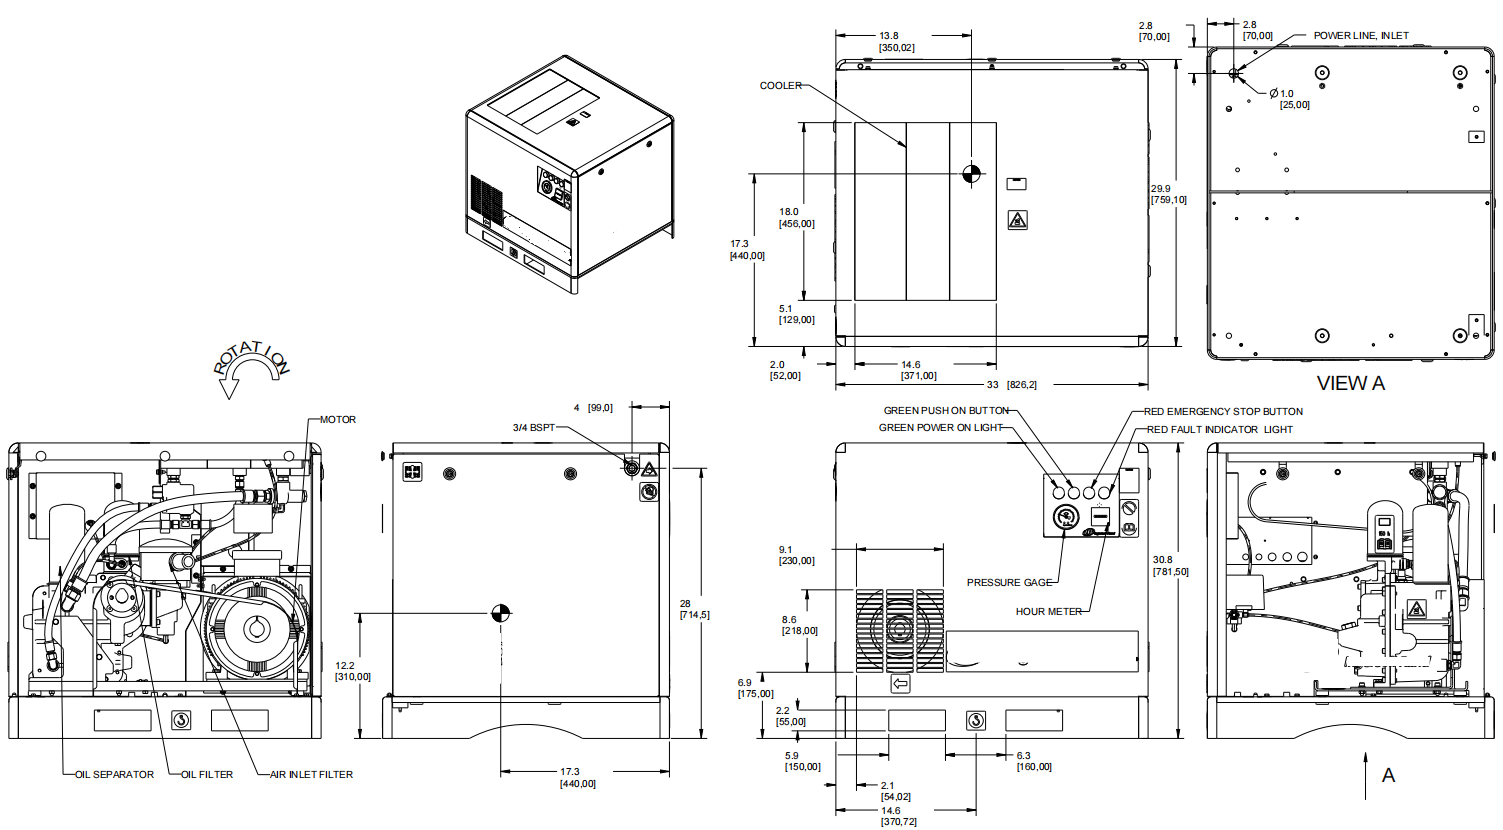 13.8
[350,02]
COOLER
18.0
[456,00]
17.3
[440,00]
5.1
[129,00]
2.0
[52,00]
14.6
[371,00]
33 [826,2]
29.9
[759,10]
2.8
[70,00]
2.8
[70,00]
POWER LINE, INLET
Ø 1.0
[25,00]
VIEW A
ROTATION
MOTOR
OIL SEPARATOR
OIL FILTER
AIR INLET FILTER
4 [99,0]
3/4 BSPT
12.2
[310,00]
28
[714,5]
17.3
[440,00]
GREEN PUSH ON BUTTON
GREEN POWER ON LIGHT
RED EMERGENCY STOP BUTTON
RED FAULT INDICATOR LIGHT
9.1
[230,00]
8.6
[218,00]
PRESSURE GAGE
HOUR METER
30.8
[781,50]
6.9
[175,00]
2.2
[55,00]
5.9
[150,00]
6.3
[160,00]
2.1
[54,02]
14.6
[370,72]
A